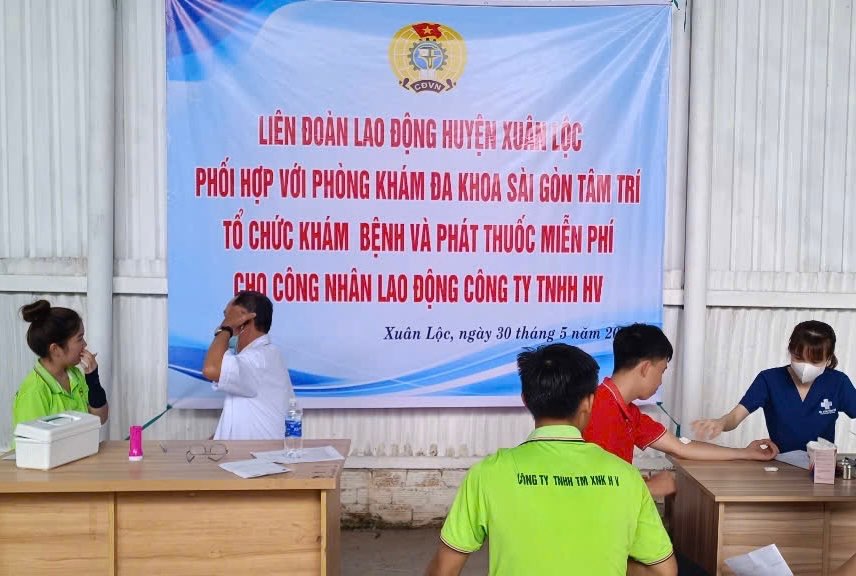 CĐVN
LIÊN ĐOÀN LAO ĐỘNG HUYỆN XUÂN LỘC
PHỐI HỢP VỚI PHÒNG KHÁM ĐA KHOA SÀI GÒN TÂM TRÍ
TỔ CHỨC KHÁM BỆNH VÀ PHÁT THUỐC MIỄN PHÍ
CHO CÔNG NHÂN LAO ĐỘNG CÔNG TY TNHH HV
Xuân Lộc, ngày 30 tháng 5 năm
CÔNG TY TNHH TM XNK H V